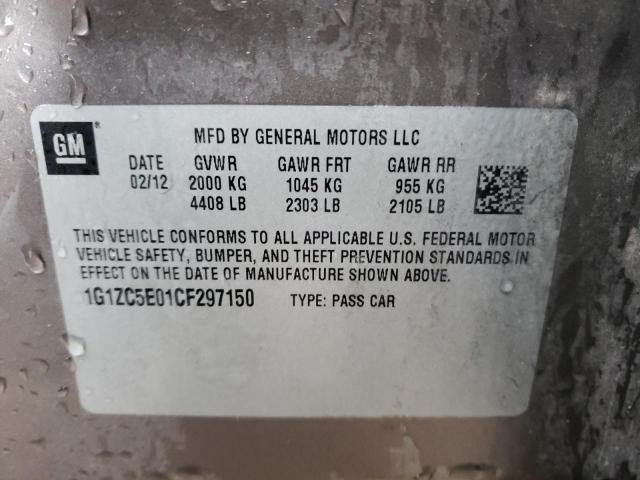 GM
MFD BY GENERAL MOTORS LLC
DATE GVWR GAWR FRT GAWR RR
02/12 2000 KG 1045 KG 955 KG
4408 LB 2303 LB 2105 LB
THIS VEHICLE CONFORMS TO ALL APPLICABLE U.S. FEDERAL MOTOR
VEHICLE SAFETY, BUMPER, AND THEFT PREVENTION STANDARDS IN
EFFECT ON THE DATE OF MANUFACTURE SHOWN ABOVE.
1G1ZC5E01CF297150 TYPE: PASS CAR